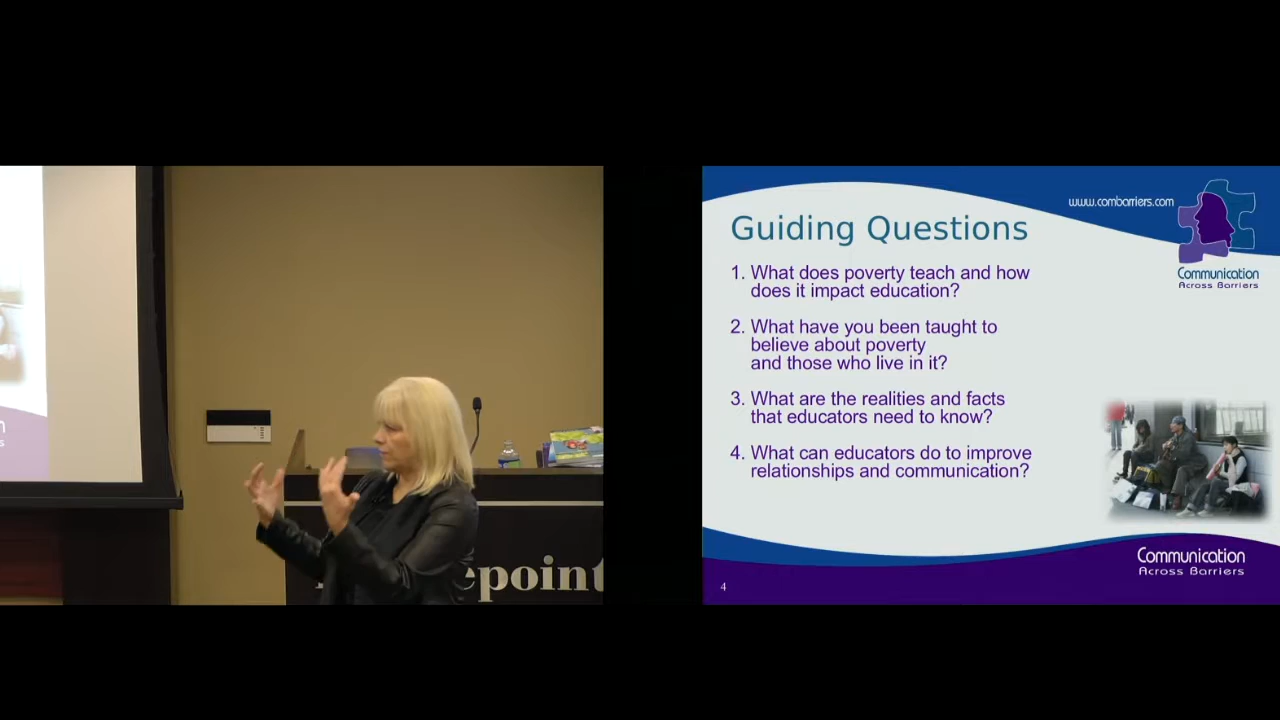 www.combarriers.com
Guiding Questions
Communication
Across Barriers
1. What does poverty teach and how
does it impact education?
2. What have you been taught to
believe about poverty
and those who live in it?
3. What are the realities and facts
that educators need to know?
4. What can educators do to improve
relationships and communication?
epoint
Communication
Across Barriers
4